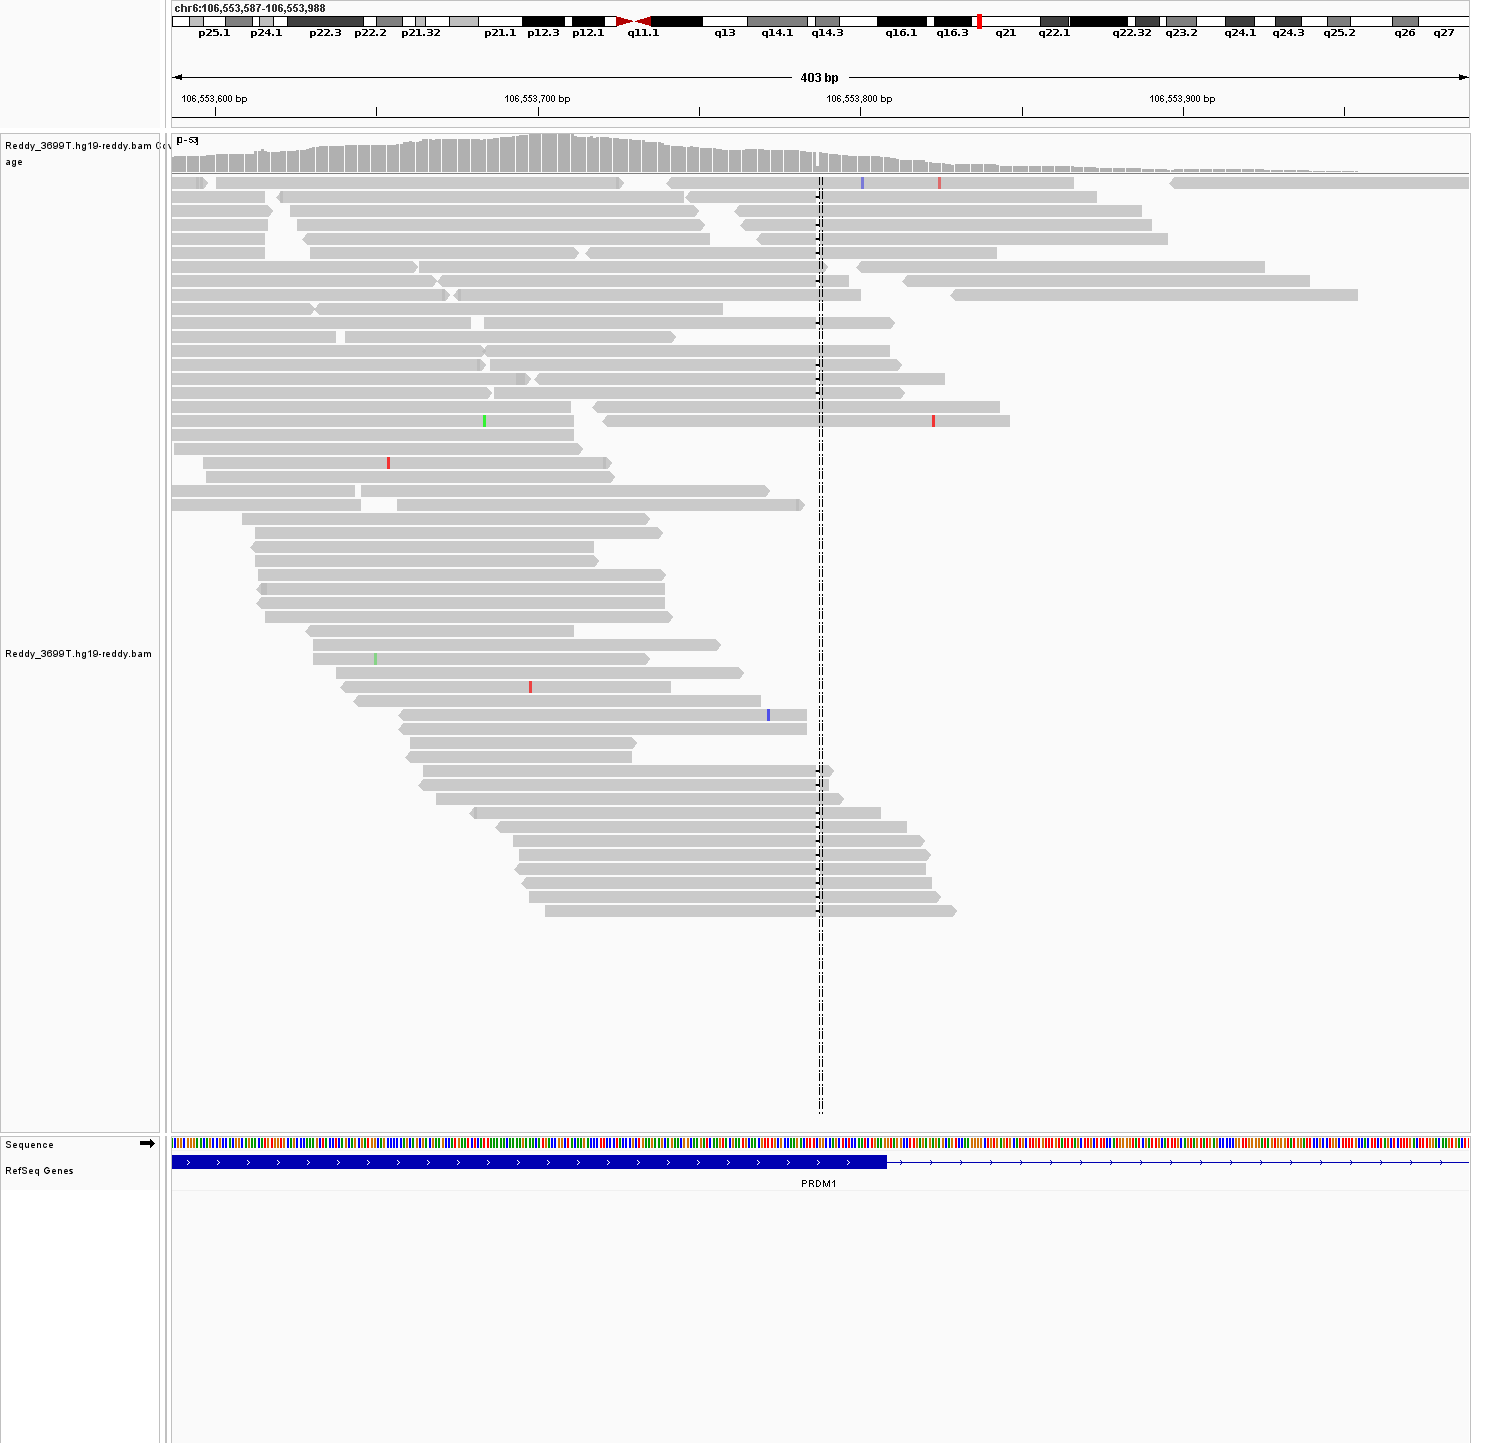 chr6:106,553,587-106,553,988
p25.1 p24.1 p22.3 p22.2 p21.32 p21.1 p12.3 p12.1 q11.1 q13 q14.1 q14.3 q16.1 q16.3 q21 q22.1 q22.32 q23.2 q24.1 q24.3 q25.2 q26 q27
403 bp
106,553,600 bp 106,553,700 bp 106,553,800 bp 106,553,900 bp
[0-53]
Reddy_3699T.hg19-reddy.bam Cov
age
Reddy_3699T.hg19-reddy.bam
Sequence
RefSeq Genes
PRDM1